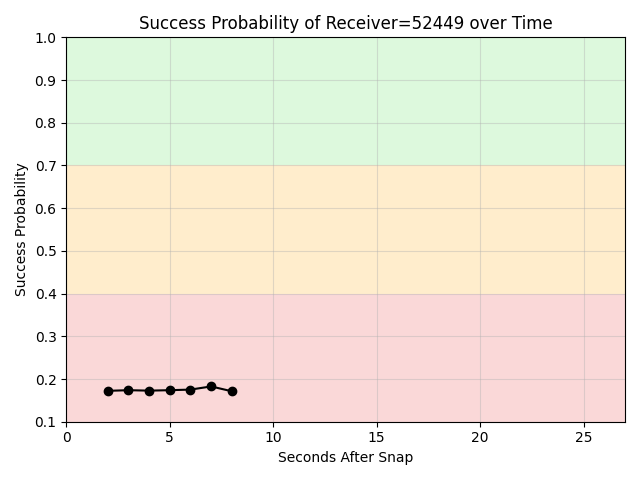 Success Probability of Receiver=52449 over Time
1.0
0.9
0.8
0.7
0.6
0.5
0.4
0.3
0.2
0.1
Success Probability
0 5 10 15 20 25
Seconds After Snap